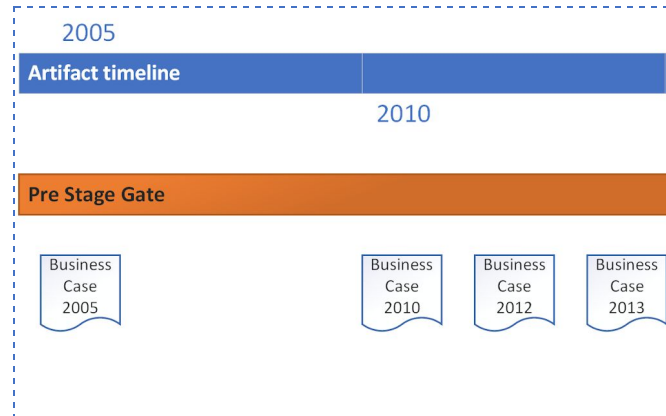 2005
Artifact timeline
2010
Pre Stage Gate
Business
Case
2005
Business
Case
2010
Business
Case
2012
Business
Case
2013